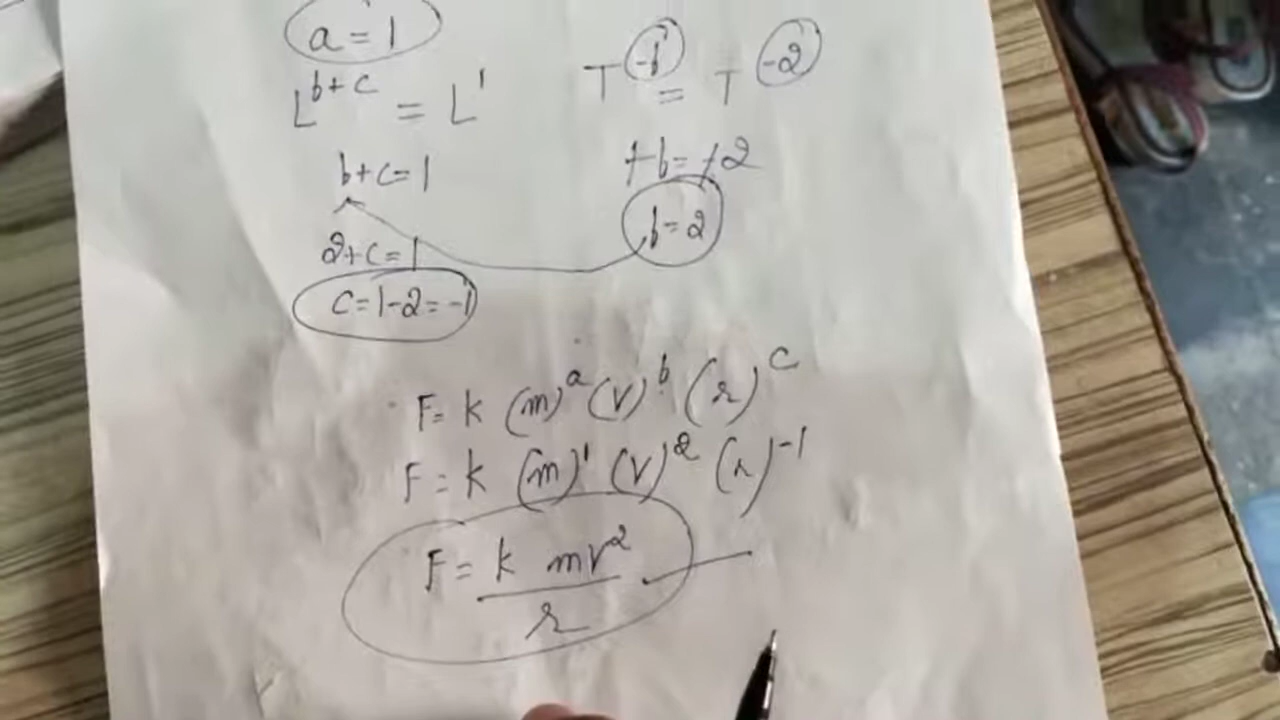 a = 1
L^{b+c} = L^1
T^{-b} = T^{-2}
b+c=1
+b=+2
b=2
2+c=1
c=1-2=-1
F= k (m)^a (v)^b (r)^c
F= k (m)^1 (v)^2 (r)^{-1}
F= k mv^2
r